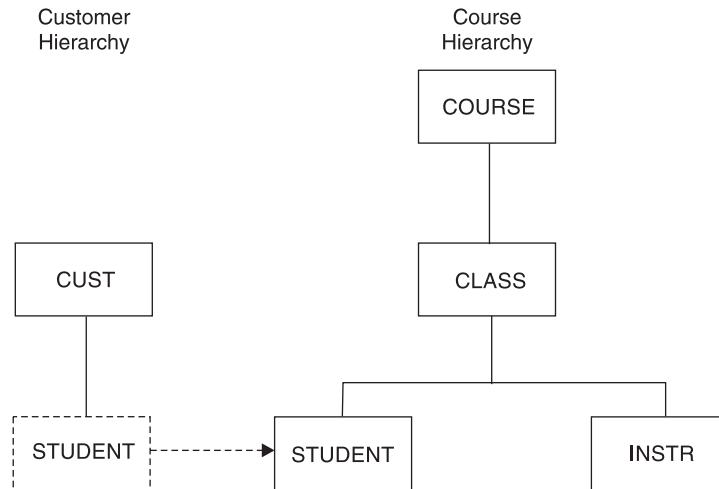 Customer
Hierarchy
Course
Hierarchy
COURSE
CUST
CLASS
STUDENT
STUDENT
INSTR